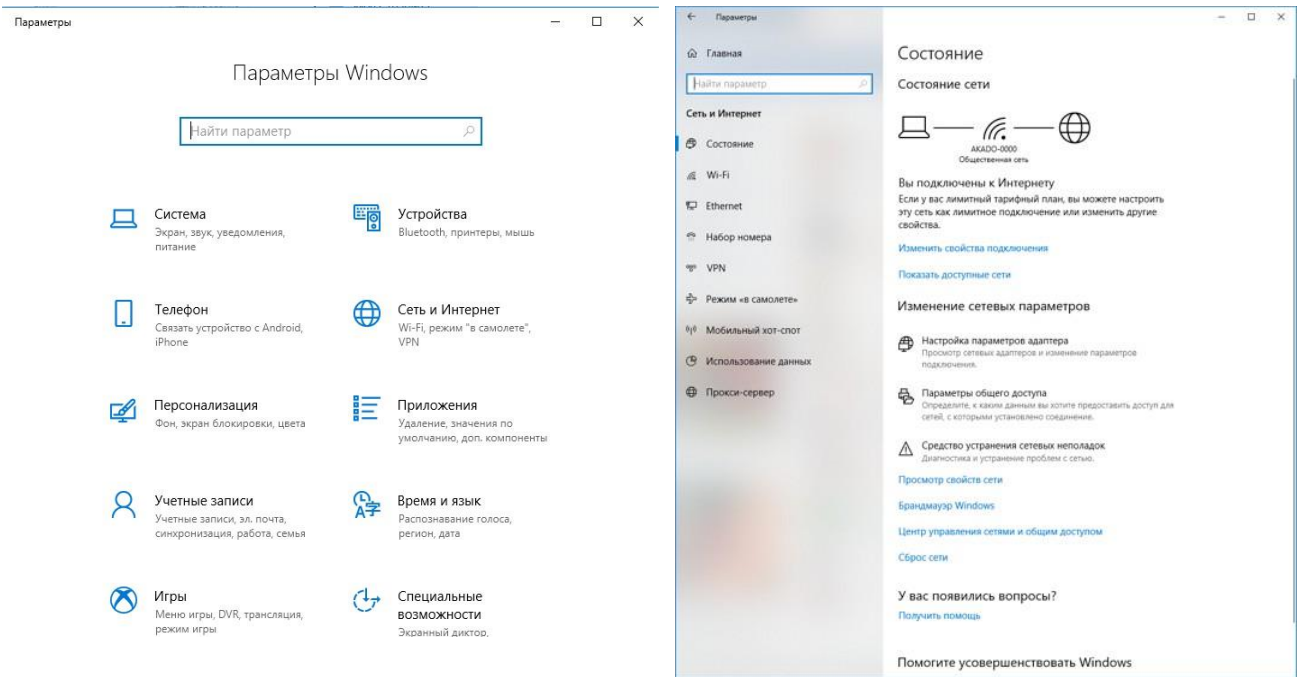 Параметры
Параметры Windows
Найти параметр
Система
Экран, звук, уведомления,
питание
Устройства
Bluetooth, принтеры, мышь
Телефон
Связать устройство с Android,
iPhone
Сеть и Интернет
Wi-Fi, режим "в самолете",
VPN
Персонализация
Фон, экран блокировки, цвета
Приложения
Удаление, значения по
умолчанию, доп. компоненты
Учетные записи
Учетные записи, эл. почта,
синхронизация, работа, семья
Время и язык
Распознавание голоса,
регион, дата
Игры
Меню игры, DVR, трансляция,
режим игры
Специальные
возможности
Экранный диктор,
Параметры
Главная
Найти параметр
Сеть и Интернет
Состояние
Wi-Fi
Ethernet
Набор номера
VPN
Режим «в самолете»
Мобильный хот-спот
Использование данных
Прокси-сервер
Состояние
Состояние сети
AKADO-0000
Общественная сеть
Вы подключены к Интернету
Если у вас лимитный тарифный план, вы можете настроить
эту сеть как лимитное подключение или изменить другие
свойства.
Изменить свойства подключения
Показать доступные сети
Изменение сетевых параметров
Настройка параметров адаптера
Просмотр сетевых адаптеров и изменение параметров
подключения.
Параметры общего доступа
Определите, к каким данным вы хотите предоставить доступ для
сетей, с которыми установлено соединение.
Средство устранения сетевых неполадок
Диагностика и устранение проблем с сетью.
Просмотр свойств сети
Брандмауэр Windows
Центр управления сетями и общим доступом
Сброс сети
У вас появились вопросы?
Получить помощь
Помогите усовершенствовать Windows